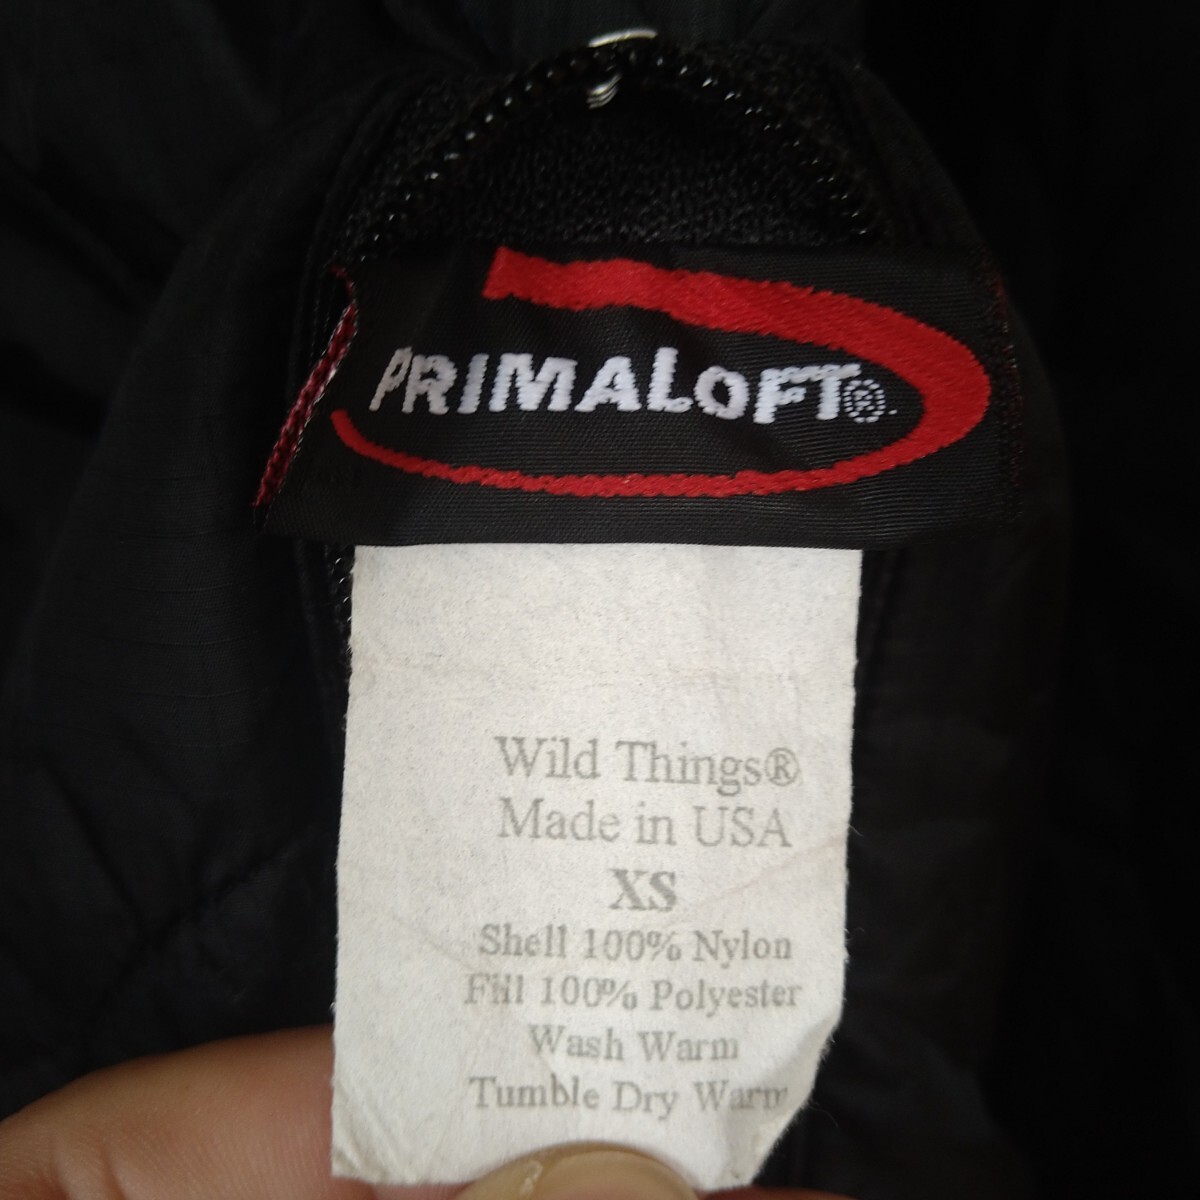 PRIMALOFT®
Wild Things®
Made in USA
XS
Shell 100% Nylon
Fill 100% Polyester
Wash Warm
Tumble Dry Warm